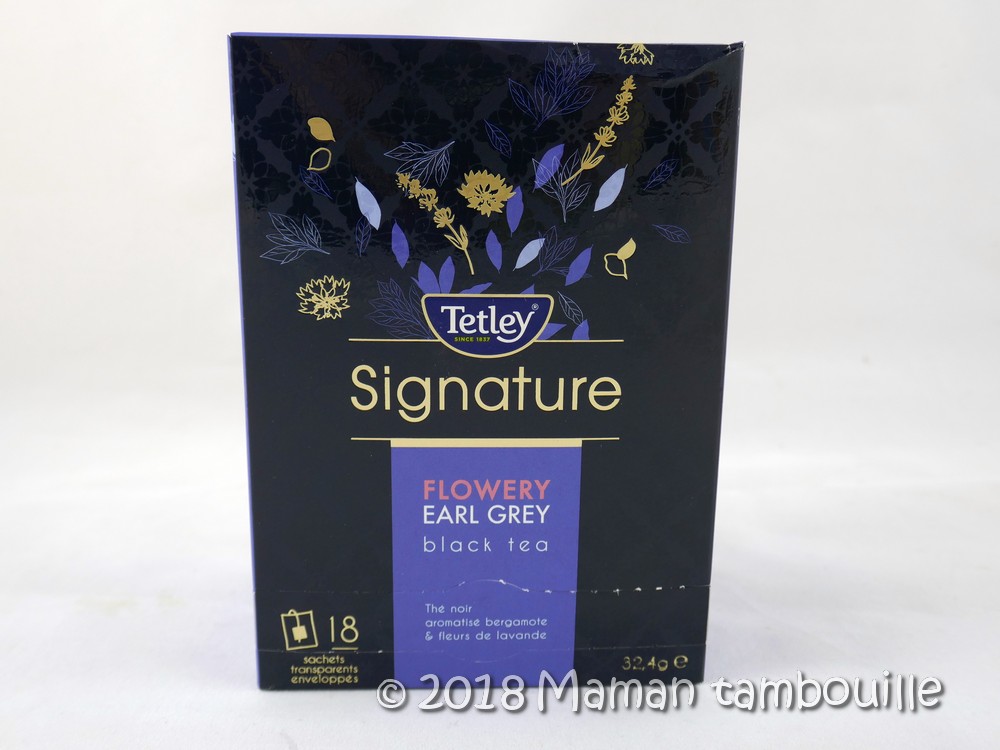 Tetley®
SINCE 1837
Signature
FLOWERY
EARL GREY
black tea
Thé noir
aromatisé bergamote
& fleurs de lavande
18
sachets
transparents
enveloppés
32,4g e
© 2018 Maman tambouille